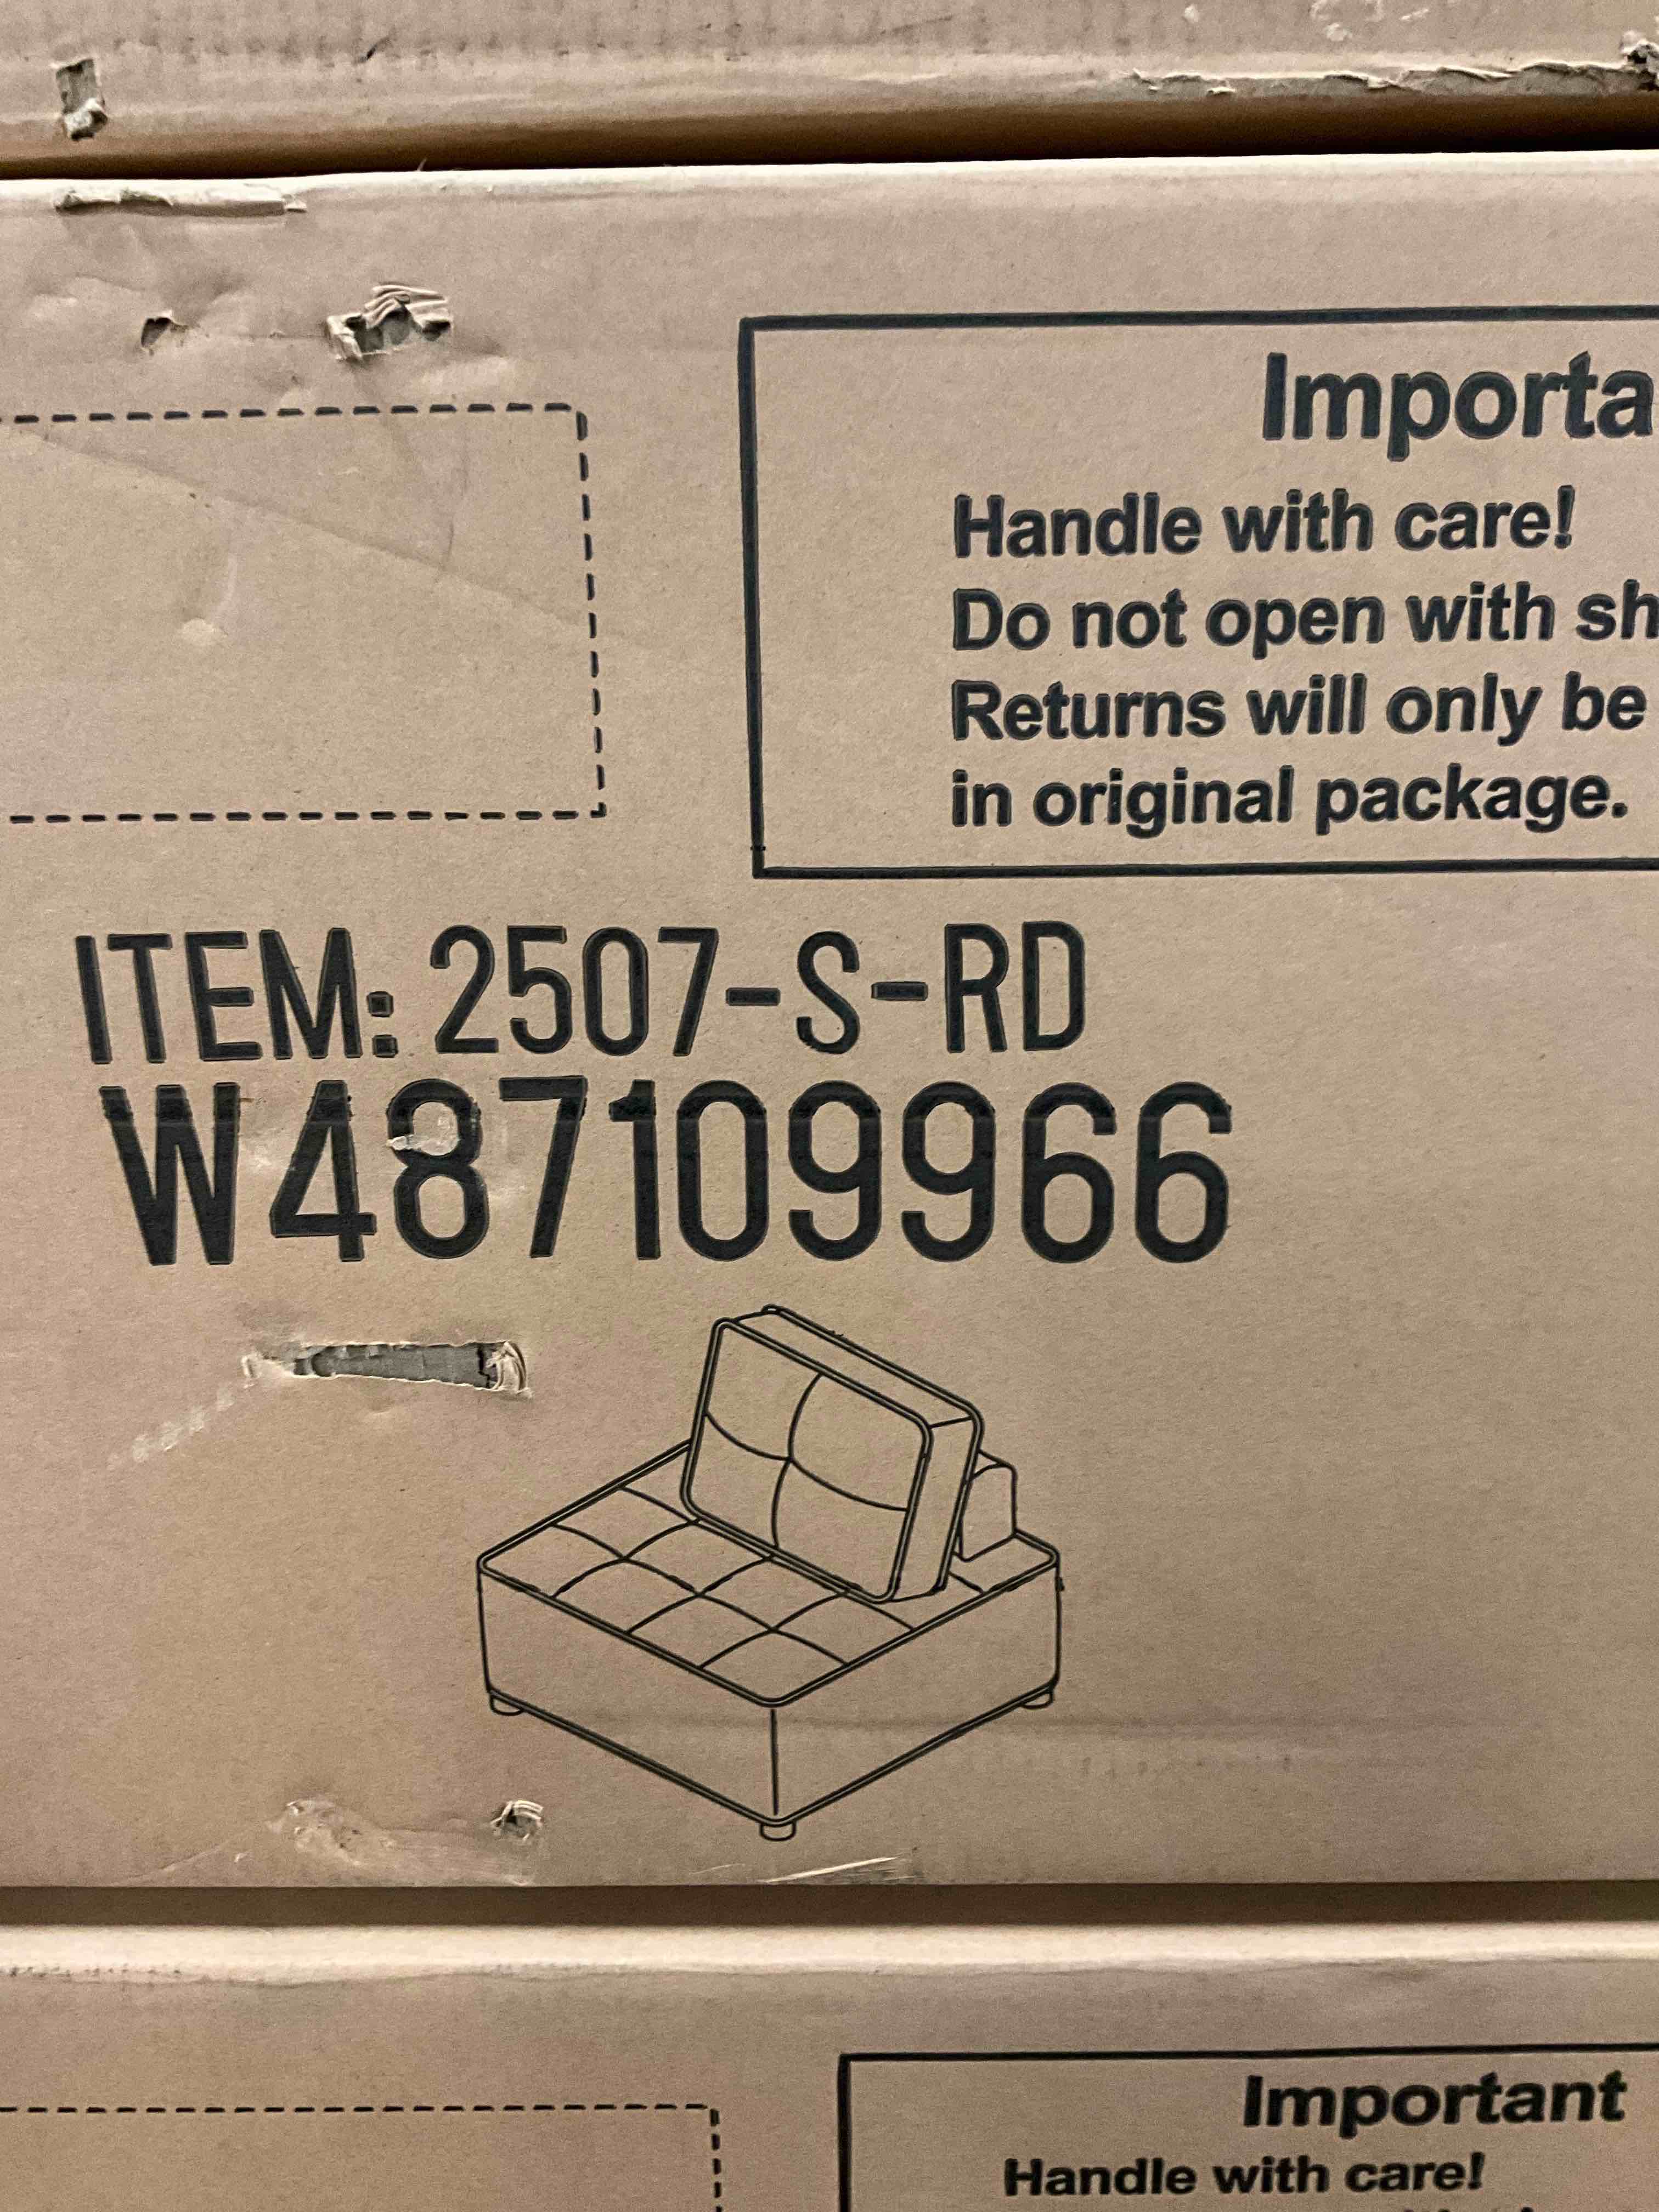 Importa
Handle with care!
Do not open with sh
Returns will only be
in original package.
ITEM: 2507-S-RD
W487109966
Important
Handle with care!